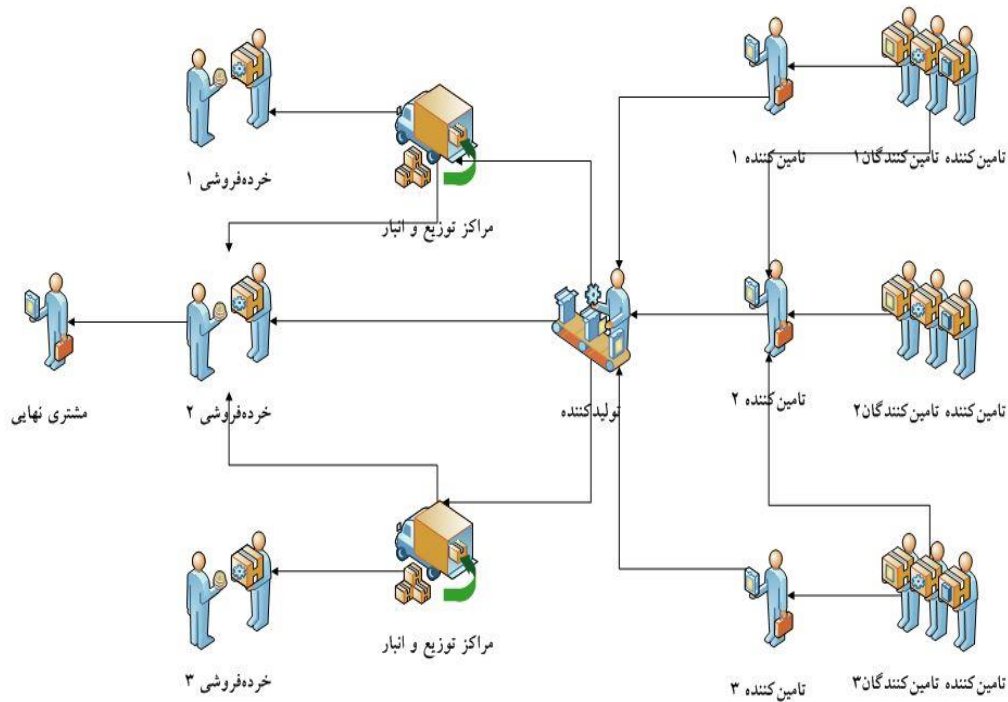 تامین‌کننده تامین‌کنندگان۱
تامین‌کننده ۱
خرده‌فروشی ۱
مراکز توزیع و انبار
تامین‌کننده تامین‌کنندگان۲
تامین‌کننده ۲
تولیدکننده
خرده‌فروشی ۲
مشتری نهایی
مراکز توزیع و انبار
تامین‌کننده تامین‌کنندگان۳
تامین‌کننده ۳
خرده‌فروشی ۳